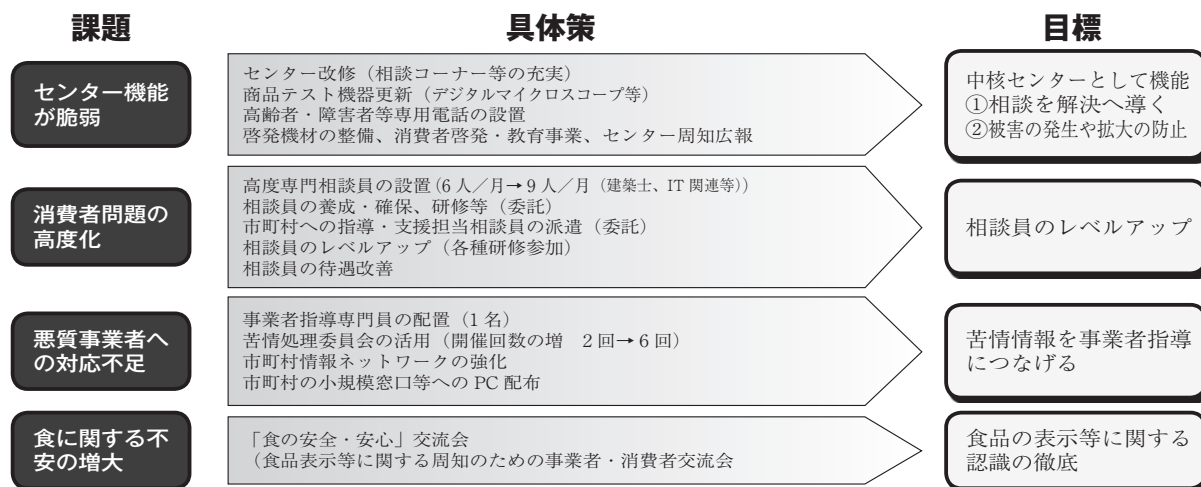 課題
具体策
目標
センター機能
が脆弱
センター改修（相談コーナー等の充実）
商品テスト機器更新（デジタルマイクロスコープ等）
高齢者・障害者等専用電話の設置
啓発機材の整備、消費者啓発・教育事業、センター周知広報
中核センターとして機能
①相談を解決へ導く
②被害の発生や拡大の防止
消費者問題の
高度化
高度専門相談員の設置（6人／月→9人／月（建築士、IT関連等））
相談員の養成・確保、研修等（委託）
市町村への指導・支援担当相談員の派遣（委託）
相談員のレベルアップ（各種研修参加）
相談員の待遇改善
相談員のレベルアップ
悪質事業者へ
の対応不足
事業者指導専門員の配置（1名）
苦情処理委員会の活用（開催回数の増　2回→6回）
市町村情報ネットワークの強化
市町村の小規模窓口等へのPC配布
苦情情報を事業者指導
につなげる
食に関する不
安の増大
「食の安全・安心」交流会
（食品表示等に関する周知のための事業者・消費者交流会
食品の表示等に関する
認識の徹底